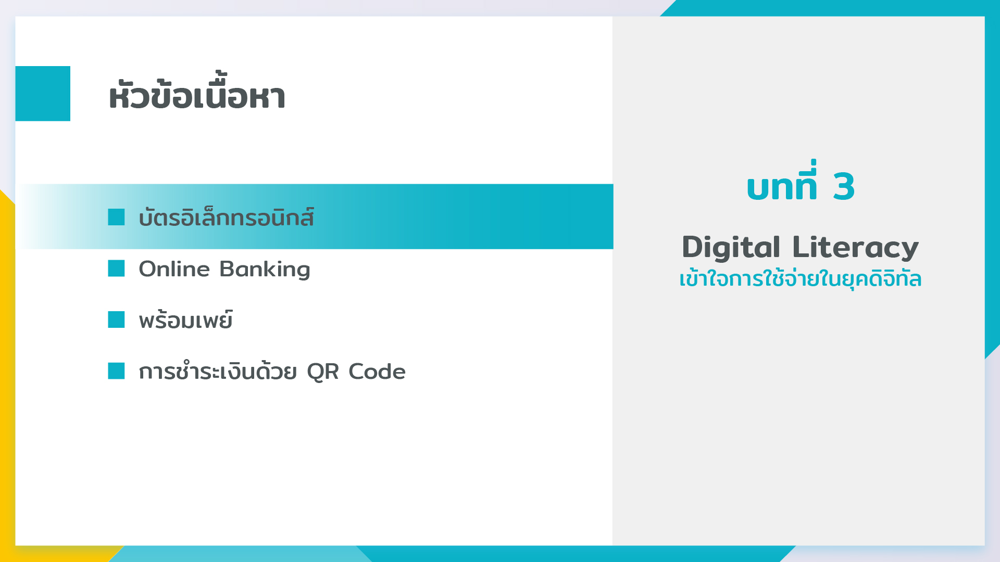 หัวข้อเนื้อหา
บัตรอิเล็กทรอนิกส์
Online Banking
พร้อมเพย์
การชำระเงินด้วย QR Code
บทที่ 3
Digital Literacy
เข้าใจการใช้จ่ายในยุคดิจิทัล